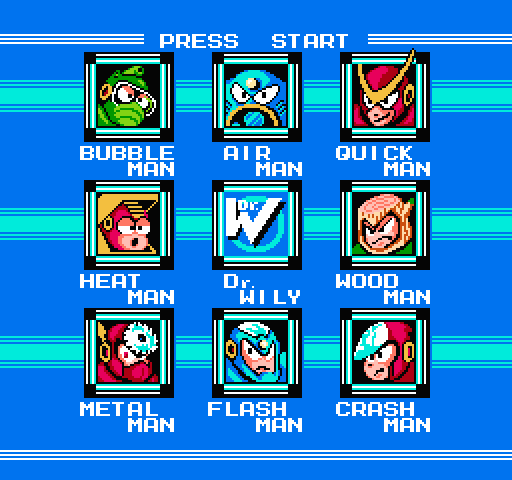 PRESS START
BUBBLE MAN
AIR MAN
QUICK MAN
HEAT MAN
Dr. W
Dr. WILY
WOOD MAN
METAL MAN
FLASH MAN
CRASH MAN